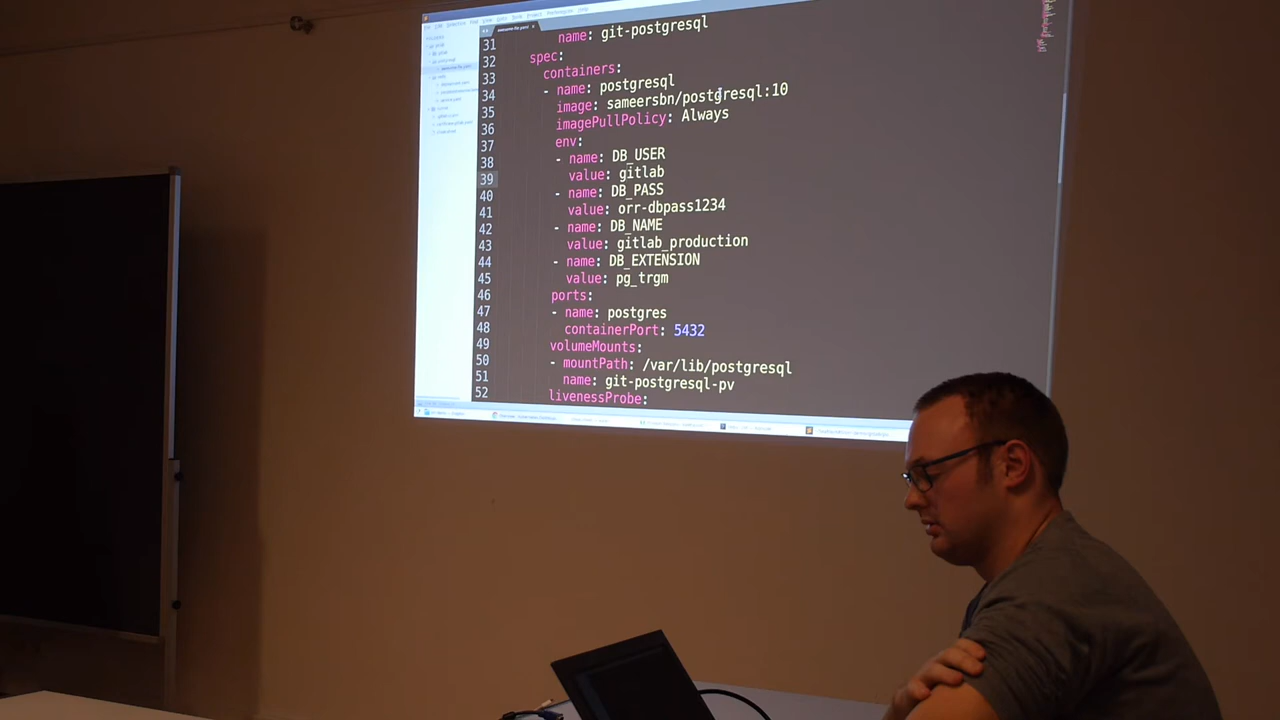 31
name: git-postgresql
32 spec:
33 containers:
34 - name: postgresql
35 image: sameersbn/postgresql:10
36 imagePullPolicy: Always
37 env:
38 - name: DB_USER
39 value: gitlab
40 - name: DB_PASS
41 value: orr-dbpass1234
42 - name: DB_NAME
43 value: gitlab_production
44 - name: DB_EXTENSION
45 value: pg_trgm
46 ports:
47 - name: postgres
48 containerPort: 5432
49 volumeMounts:
50 - mountPath: /var/lib/postgresql
51 name: git-postgresql-pv
52 livenessProbe: